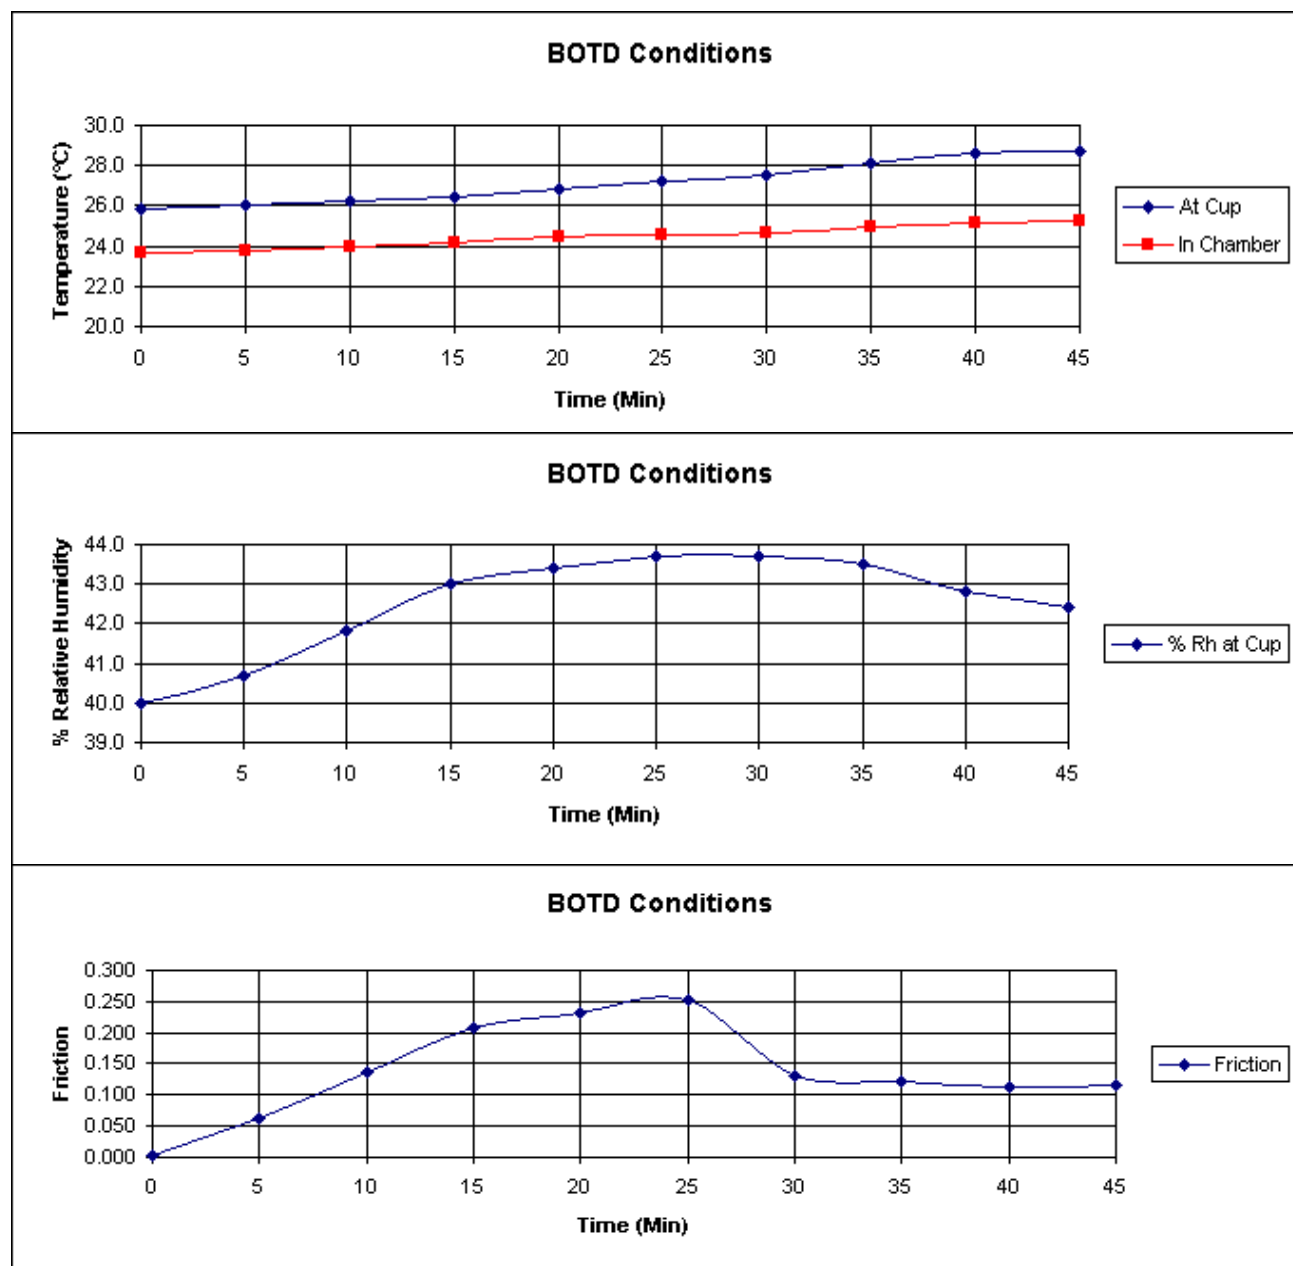 BOTD Conditions
Temperature (°C)
30.0
28.0
26.0
24.0
22.0
20.0
0 5 10 15 20 25 30 35 40 45
Time (Min)
At Cup
In Chamber
BOTD Conditions
% Relative Humidity
44.0
43.0
42.0
41.0
40.0
39.0
0 5 10 15 20 25 30 35 40 45
Time (Min)
% Rh at Cup
BOTD Conditions
Friction
0.300
0.250
0.200
0.150
0.100
0.050
0.000
0 5 10 15 20 25 30 35 40 45
Time (Min)
Friction